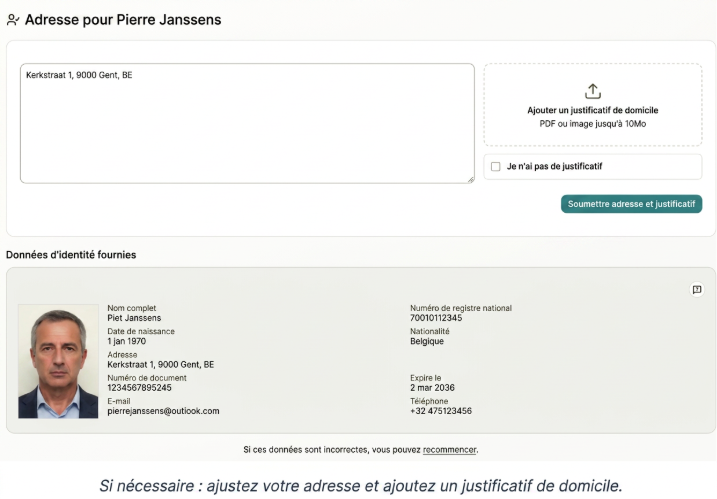 Adresse pour Pierre Janssens
Kerkstraat 1, 9000 Gent, BE
Ajouter un justificatif de domicile
PDF ou image jusqu'à 10Mo
Je n'ai pas de justificatif
Soumettre adresse et justificatif
Données d'identité fournies
Nom complet
Piet Janssens
Numéro de registre national
70010112345
Date de naissance
1 jan 1970
Nationalité
Belgique
Adresse
Kerkstraat 1, 9000 Gent, BE
Numéro de document
1234567895245
Expire le
2 mar 2036
E-mail
pierrejanssens@outiook.com
Téléphone
+32 475123456
Si ces données sont incorrectes, vous pouvez recommencer.
Si nécessaire : ajustez votre adresse et ajoutez un justificatif de domicile.